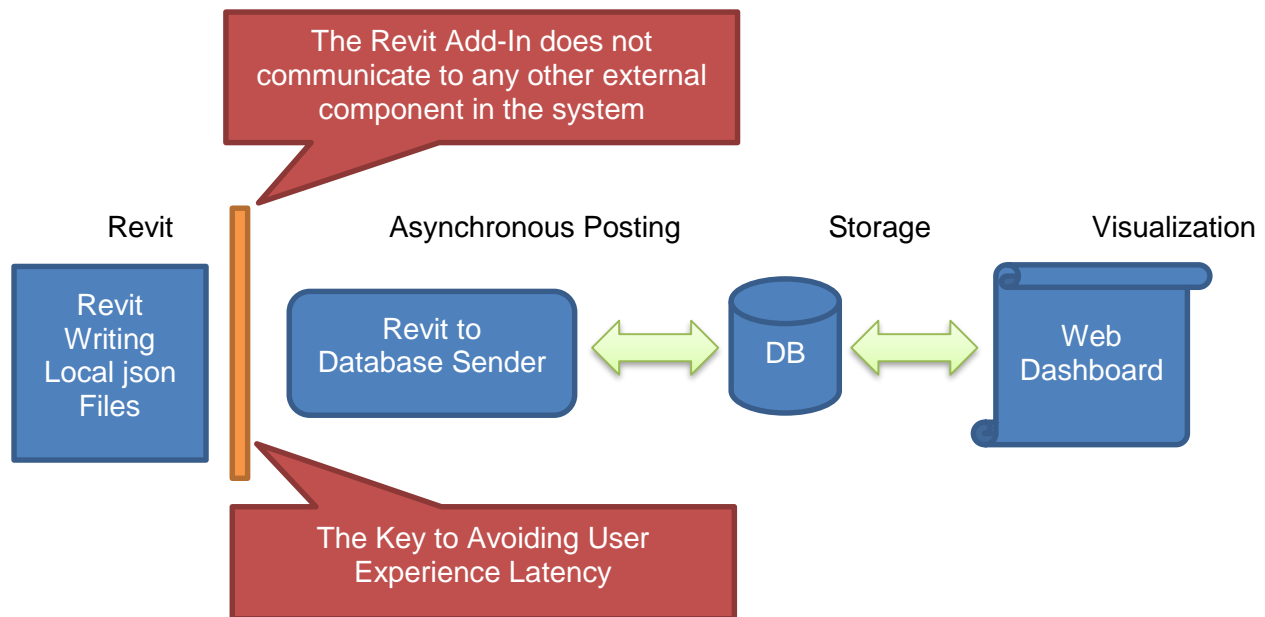 The Revit Add-In does not
communicate to any other external
component in the system
Revit
Asynchronous Posting
Storage
Visualization
Revit
Writing
Local json
Files
Revit to
Database Sender
DB
Web
Dashboard
The Key to Avoiding User
Experience Latency